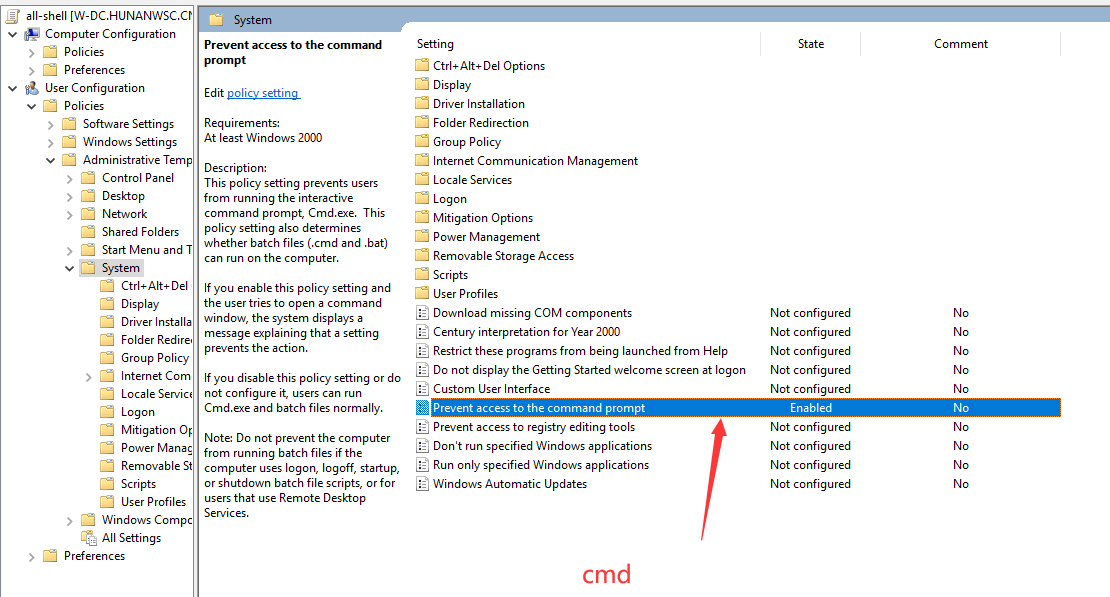 all-shell [W-DC.HUNANWSC.CN
Computer Configuration
Policies
Preferences
User Configuration
Policies
Software Settings
Windows Settings
Administrative Temp
Control Panel
Desktop
Network
Shared Folders
Start Menu and T
System
Ctrl+Alt+Del
Display
Driver Installa
Folder Redire
Group Policy
Internet Com
Locale Service
Logon
Mitigation Op
Power Manag
Removable St
Scripts
User Profiles
Windows Compo
All Settings
Preferences
System
Prevent access to the command
prompt
Edit policy setting
Requirements:
At least Windows 2000
Description:
This policy setting prevents users
from running the interactive
command prompt, Cmd.exe. This
policy setting also determines
whether batch files (.cmd and .bat)
can run on the computer.
If you enable this policy setting and
the user tries to open a command
window, the system displays a
message explaining that a setting
prevents the action.
If you disable this policy setting or do
not configure it, users can run
Cmd.exe and batch files normally.
Note: Do not prevent the computer
from running batch files if the
computer uses logon, logoff, startup,
or shutdown batch file scripts, or for
users that use Remote Desktop
Services.
Setting State Comment
Ctrl+Alt+Del Options
Display
Driver Installation
Folder Redirection
Group Policy
Internet Communication Management
Locale Services
Logon
Mitigation Options
Power Management
Removable Storage Access
Scripts
User Profiles
Download missing COM components Not configured No
Century interpretation for Year 2000 Not configured No
Restrict these programs from being launched from Help Not configured No
Do not display the Getting Started welcome screen at logon Not configured No
Custom User Interface Not configured No
Prevent access to the command prompt Enabled No
Prevent access to registry editing tools Not configured No
Don't run specified Windows applications Not configured No
Run only specified Windows applications Not configured No
Windows Automatic Updates Not configured No
cmd